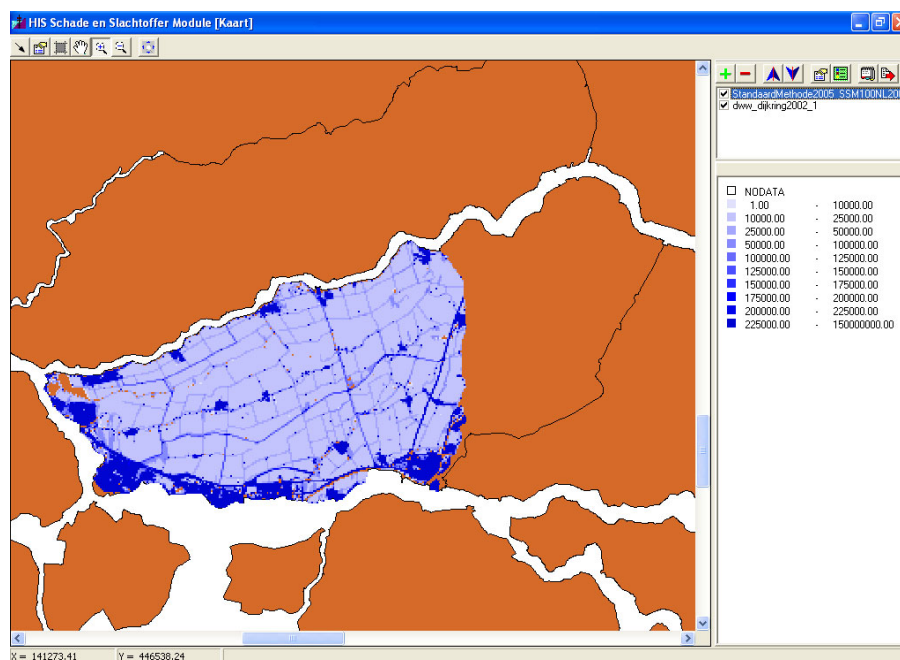 HIS Schade en Slachtoffer Module [Kaart]
StandaardMethode2005_SSM100NL200
dww_dijkring2002_1
NODATA
1.00 - 10000.00
10000.00 - 25000.00
25000.00 - 50000.00
50000.00 - 100000.00
100000.00 - 125000.00
125000.00 - 150000.00
150000.00 - 175000.00
175000.00 - 200000.00
200000.00 - 225000.00
225000.00 - 150000000.00
X = 141273.41 Y = 446538.24